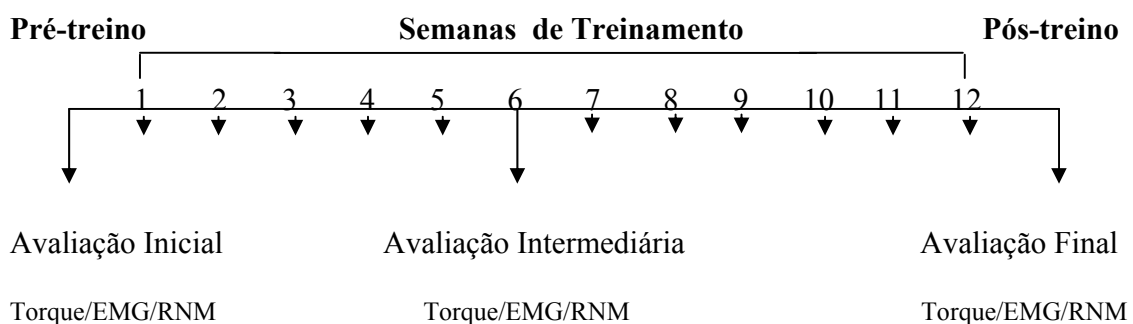 Pré-treino Semanas de Treinamento Pós-treino
1 2 3 4 5 6 7 8 9 10 11 12
Avaliação Inicial Avaliação Intermediária Avaliação Final
Torque/EMG/RNM Torque/EMG/RNM Torque/EMG/RNM